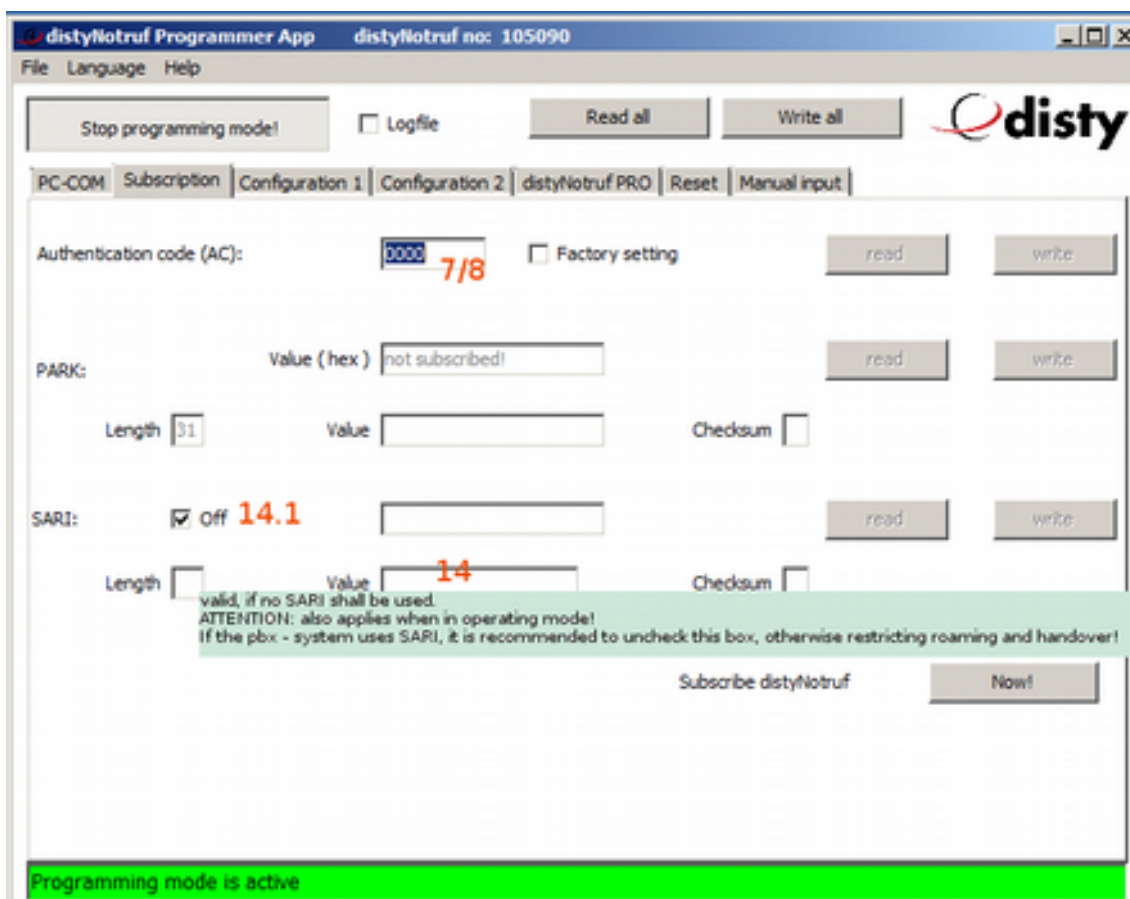 distyNotruf Programmer App distyNotruf no: 105090
File Language Help
Stop programming mode! Logfile Read all Write all disty
PC-COM Subscription Configuration 1 Configuration 2 distyNotruf PRO Reset Manual input
Authentication code (AC): 0000 7/8 Factory setting read write
PARK: Value ( hex ) not subscribed! read write
Length 31 Value Checksum
SARI: Off 14.1 read write
Length Value 14 Checksum
valid, if no SARI shall be used.
ATTENTION: also applies when in operating mode!
If the pbx - system uses SARI, it is recommended to uncheck this box, otherwise restricting roaming and handover!
Subscribe distyNotruf Now!
Programming mode is active